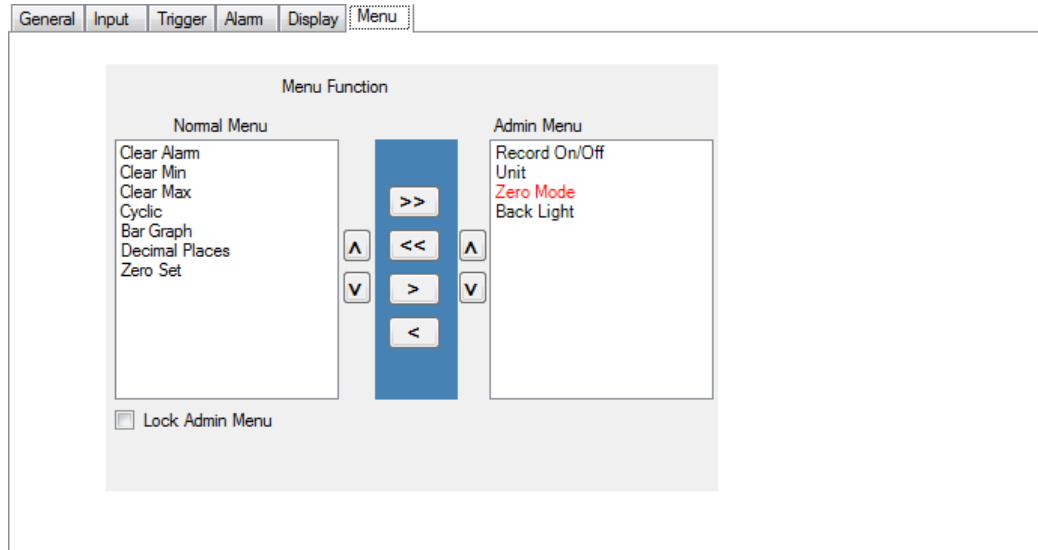 General Input Trigger Alarm Display Menu
Menu Function
Normal Menu
Admin Menu
Clear Alarm
Clear Min
Clear Max
Cyclic
Bar Graph
Decimal Places
Zero Set
>>
<<
>
<
Record On/Off
Unit
Zero Mode
Back Light
Lock Admin Menu